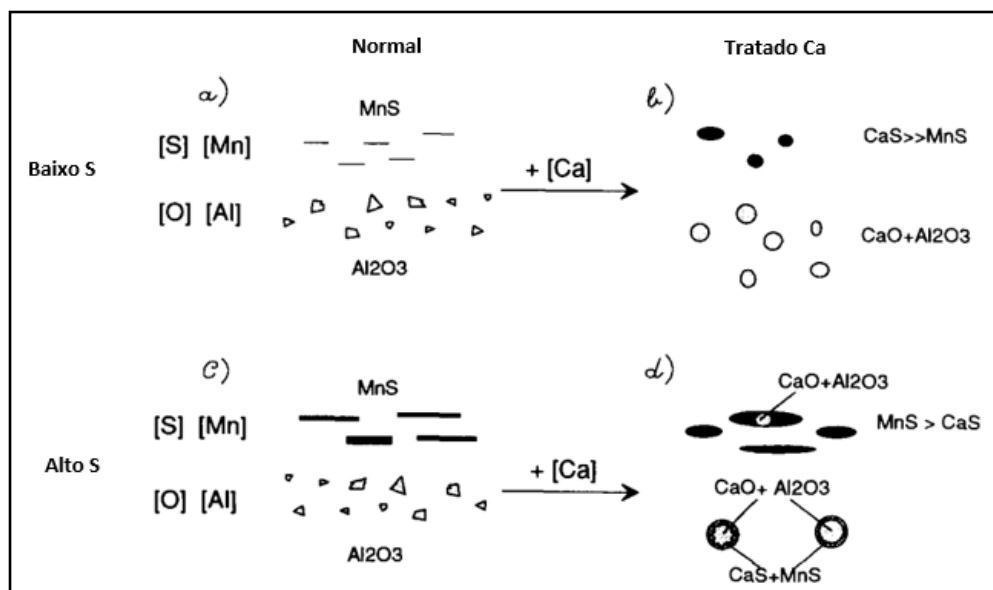 Normal
Tratado Ca
a)
MnS
b)
[S] [Mn]
CaS>>MnS
Baixo S
+ [Ca]
[O] [Al]
CaO+Al2O3
Al2O3
c)
MnS
d)
CaO+Al2O3
[S] [Mn]
MnS > CaS
Alto S
+ [Ca]
[O] [Al]
CaO+ Al2O3
Al2O3
CaS+MnS